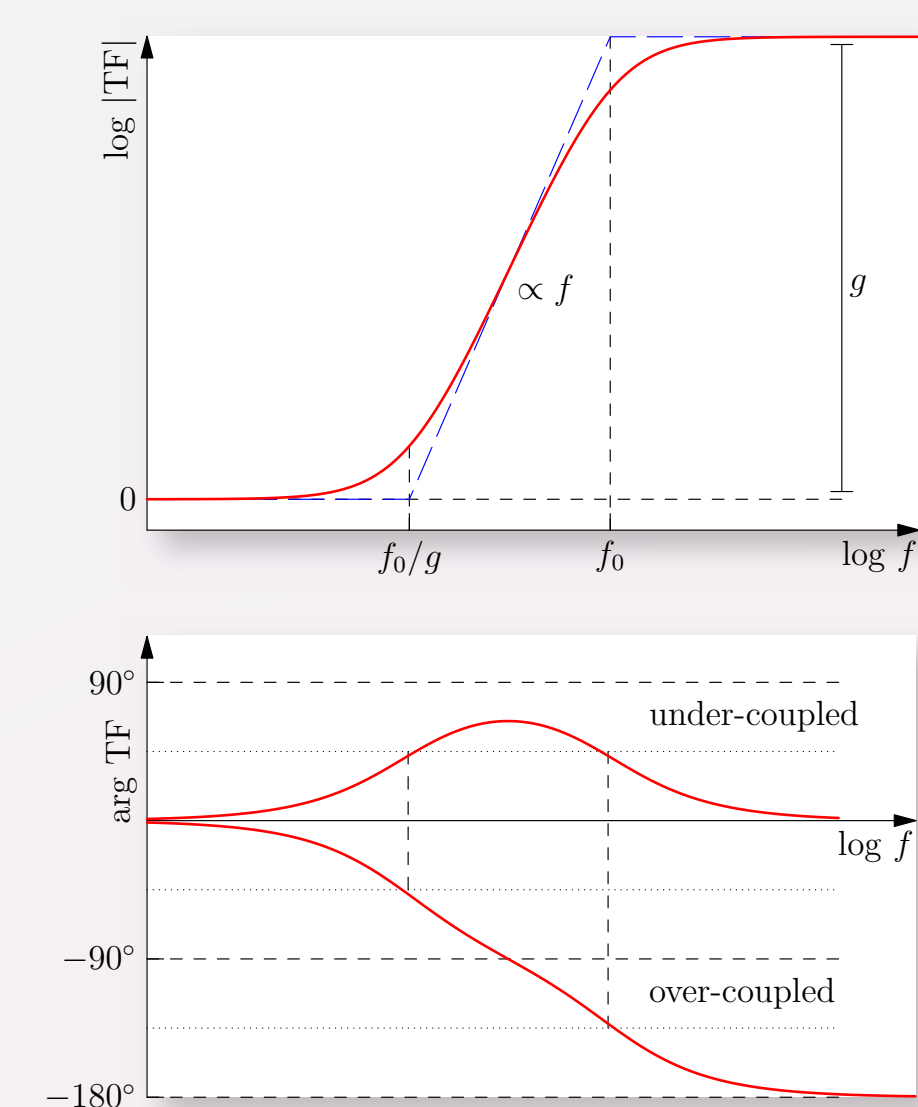 log |TF|
∝ f
g
0
f₀/g
f₀
log f
90°
under-coupled
arg TF
log f
−90°
over-coupled
−180°